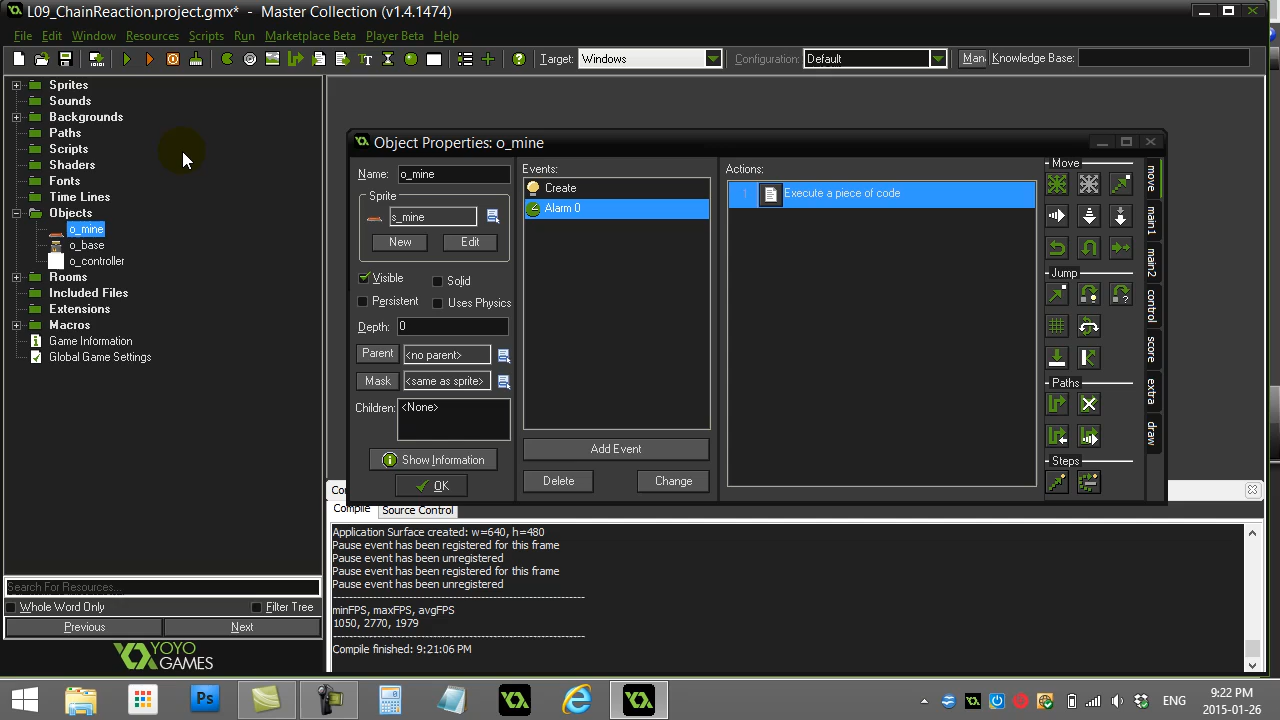 L09_ChainReaction.project.gmx* - Master Collection (v1.4.1474)
File Edit Window Resources Scripts Run Marketplace Beta Player Beta Help
Target: Windows Configuration: Default Man Knowledge Base:
Sprites
Sounds
Backgrounds
Paths
Scripts
Shaders
Fonts
Time Lines
Objects
o_mine
o_base
o_controller
Rooms
Included Files
Extensions
Macros
Game Information
Global Game Settings
Search For Resources...
Whole Word Only Filter Tree
Previous Next
YOYO
GAMES
Object Properties: o_mine
Name: o_mine
Sprite
s_mine
New Edit
Visible Solid
Persistent Uses Physics
Depth: 0
Parent <no parent>
Mask <same as sprite>
Children: <None>
Show Information
OK
Events:
Create
Alarm 0
Add Event
Delete Change
Actions:
1 Execute a piece of code
Move
Jump
Paths
Steps
move
main1
main2
control
score
extra
draw
Compile Source Control
Application Surface created: w=640, h=480
Pause event has been registered for this frame
Pause event has been unregistered
Pause event has been registered for this frame
Pause event has been unregistered
minFPS, maxFPS, avgFPS
1050, 2770, 1979
Compile finished: 9:21:06 PM
Ps
ENG
9:22 PM
2015-01-26